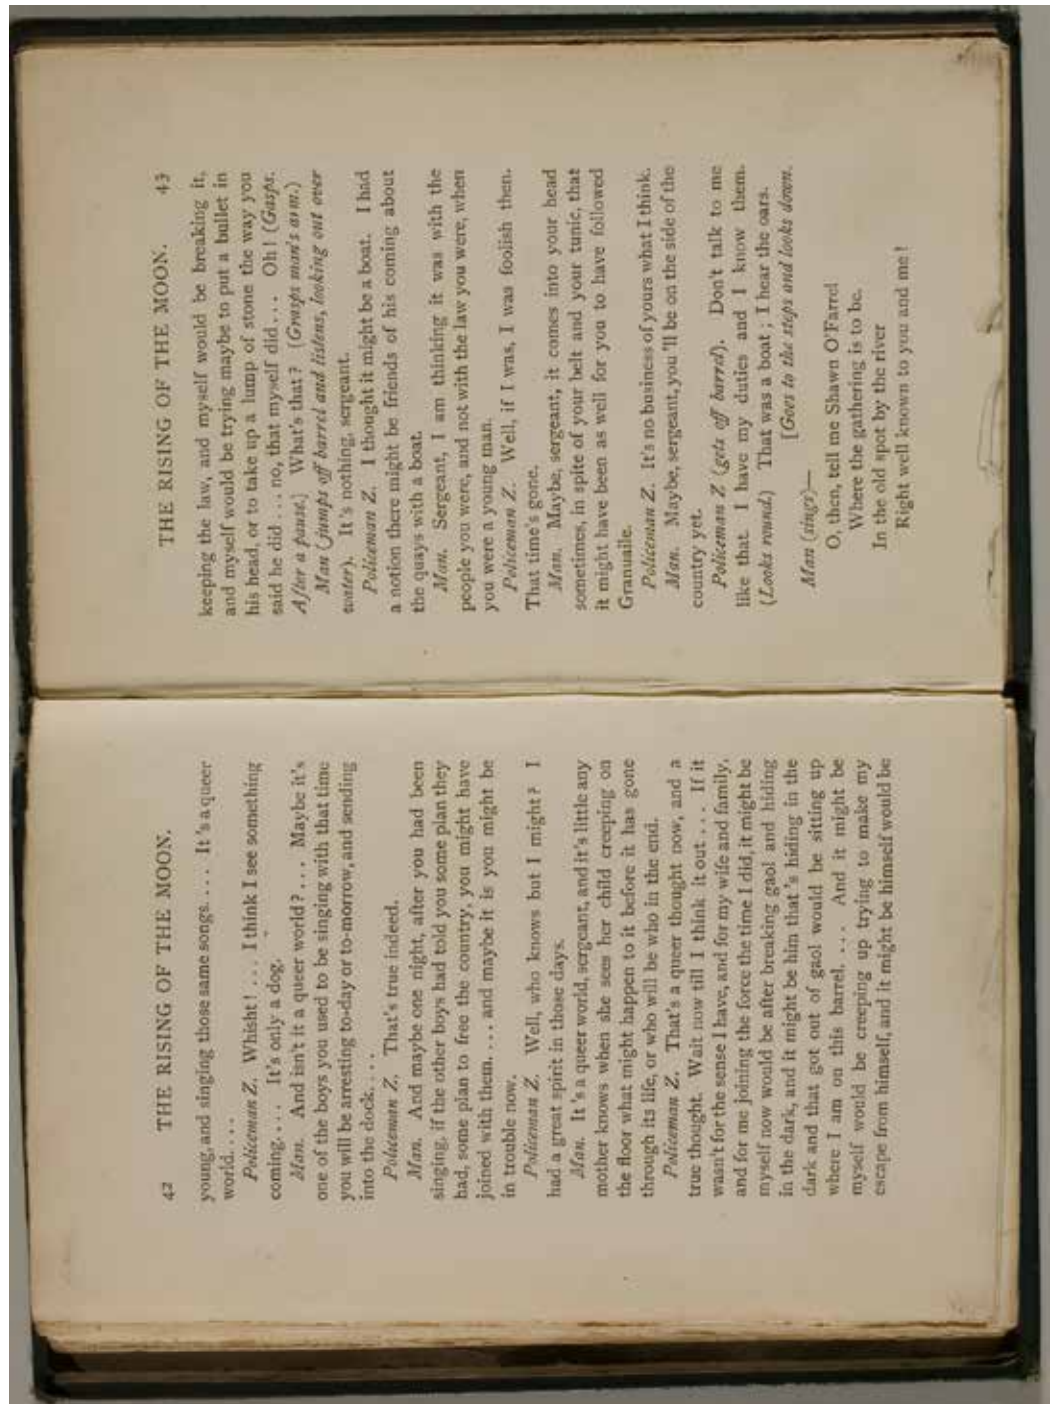 42 THE RISING OF THE MOON.
young, and singing those same songs.... It's a queer
world....
Policeman Z. Whisht!... I think I see something
coming.... It's only a dog.
Man. And isn't it a queer world?... Maybe it's
one of the boys you used to be singing with that time
you will be arresting to-day or to-morrow, and sending
into the dock....
Policeman Z. That's true indeed.
Man. And maybe one night, after you had been
singing, if the other boys had told you some plan they
had, some plan to free the country, you might have
joined with them... and maybe it is you might be
in trouble now.
Policeman Z. Well, who knows but I might? I
had a great spirit in those days.
Man. It's a queer world, sergeant, and it's little any
mother knows when she sees her child creeping on
the floor what might happen to it before it has gone
through its life, or who will be who in the end.
Policeman Z. That's a queer thought now, and a
true thought. Wait now till I think it out.... If it
wasn't for the sense I have, and for my wife and family,
and for me joining the force the time I did, it might be
myself now would be after breaking gaol and hiding
in the dark, and it might be him that's hiding in the
dark and that got out of gaol would be sitting up
where I am on this barrel.... And it might be
myself would be creeping up trying to make my
escape from himself, and it might be himself would be
THE RISING OF THE MOON. 43
keeping the law, and myself would be breaking it,
and myself would be trying maybe to put a bullet in
his head, or to take up a lump of stone the way you
said he did... no, that myself did... Oh! (Gasps.
After a pause.) What's that? (Grasps man's arm.)
Man (jumps off barrel and listens, looking out over
water). It's nothing, sergeant.
Policeman Z. I thought it might be a boat. I had
a notion there might be friends of his coming about
the quays with a boat.
Man. Sergeant, I am thinking it was with the
people you were, and not with the law you were, when
you were a young man.
Policeman Z. Well, if I was, I was foolish then.
That time's gone.
Man. Maybe, sergeant, it comes into your head
sometimes, in spite of your belt and your tunic, that
it might have been as well for you to have followed
Granuaile.
Policeman Z. It's no business of yours what I think.
Man. Maybe, sergeant, you'll be on the side of the
country yet.
Policeman Z (gets off barrel). Don't talk to me
like that. I have my duties and I know them.
(Looks round.) That was a boat; I hear the oars.
[Goes to the steps and looks down.
Man (sings)—
O, then, tell me Shawn O'Farrel
Where the gathering is to be.
In the old spot by the river
Right well known to you and me!